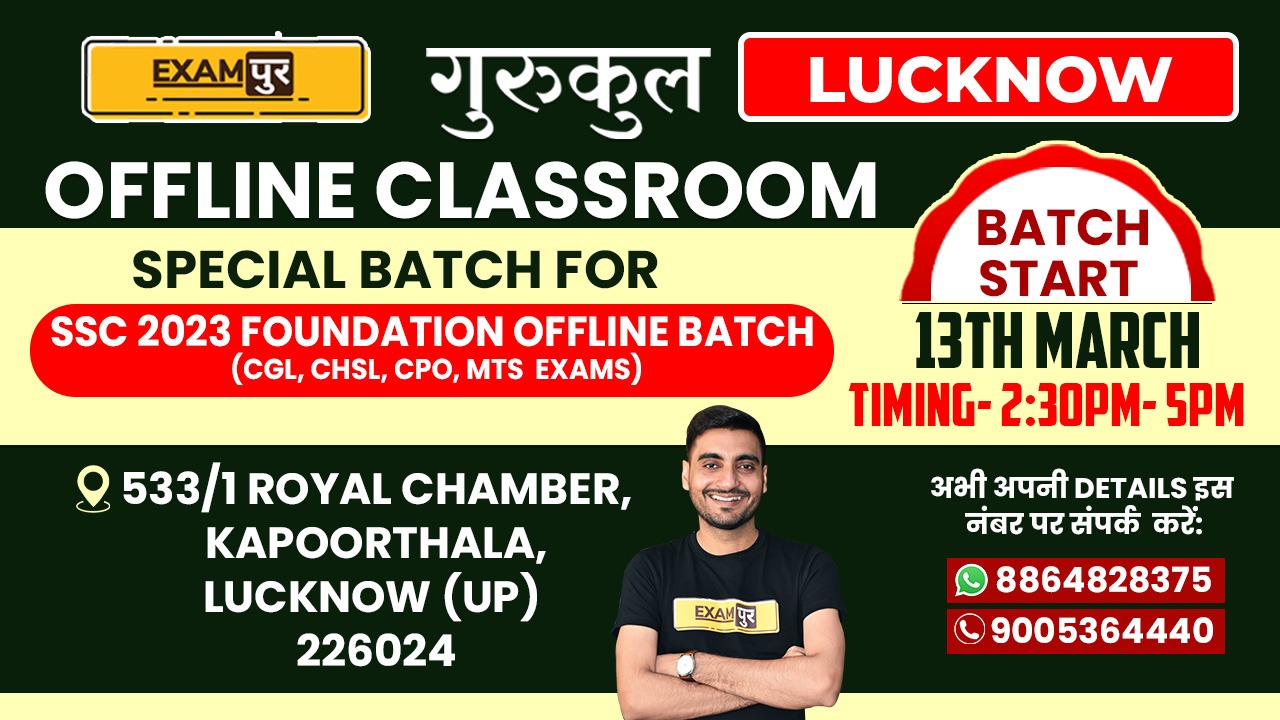 EXAMपुर
गुरुकुल
LUCKNOW
OFFLINE CLASSROOM
SPECIAL BATCH FOR
SSC 2023 FOUNDATION OFFLINE BATCH
(CGL, CHSL, CPO, MTS EXAMS)
BATCH
START
13TH MARCH
TIMING- 2:30PM- 5PM
533/1 ROYAL CHAMBER,
KAPOORTHALA,
LUCKNOW (UP)
226024
EXAMपुर
अभी अपनी DETAILS इस
नंबर पर संपर्क करें:
8864828375
9005364440